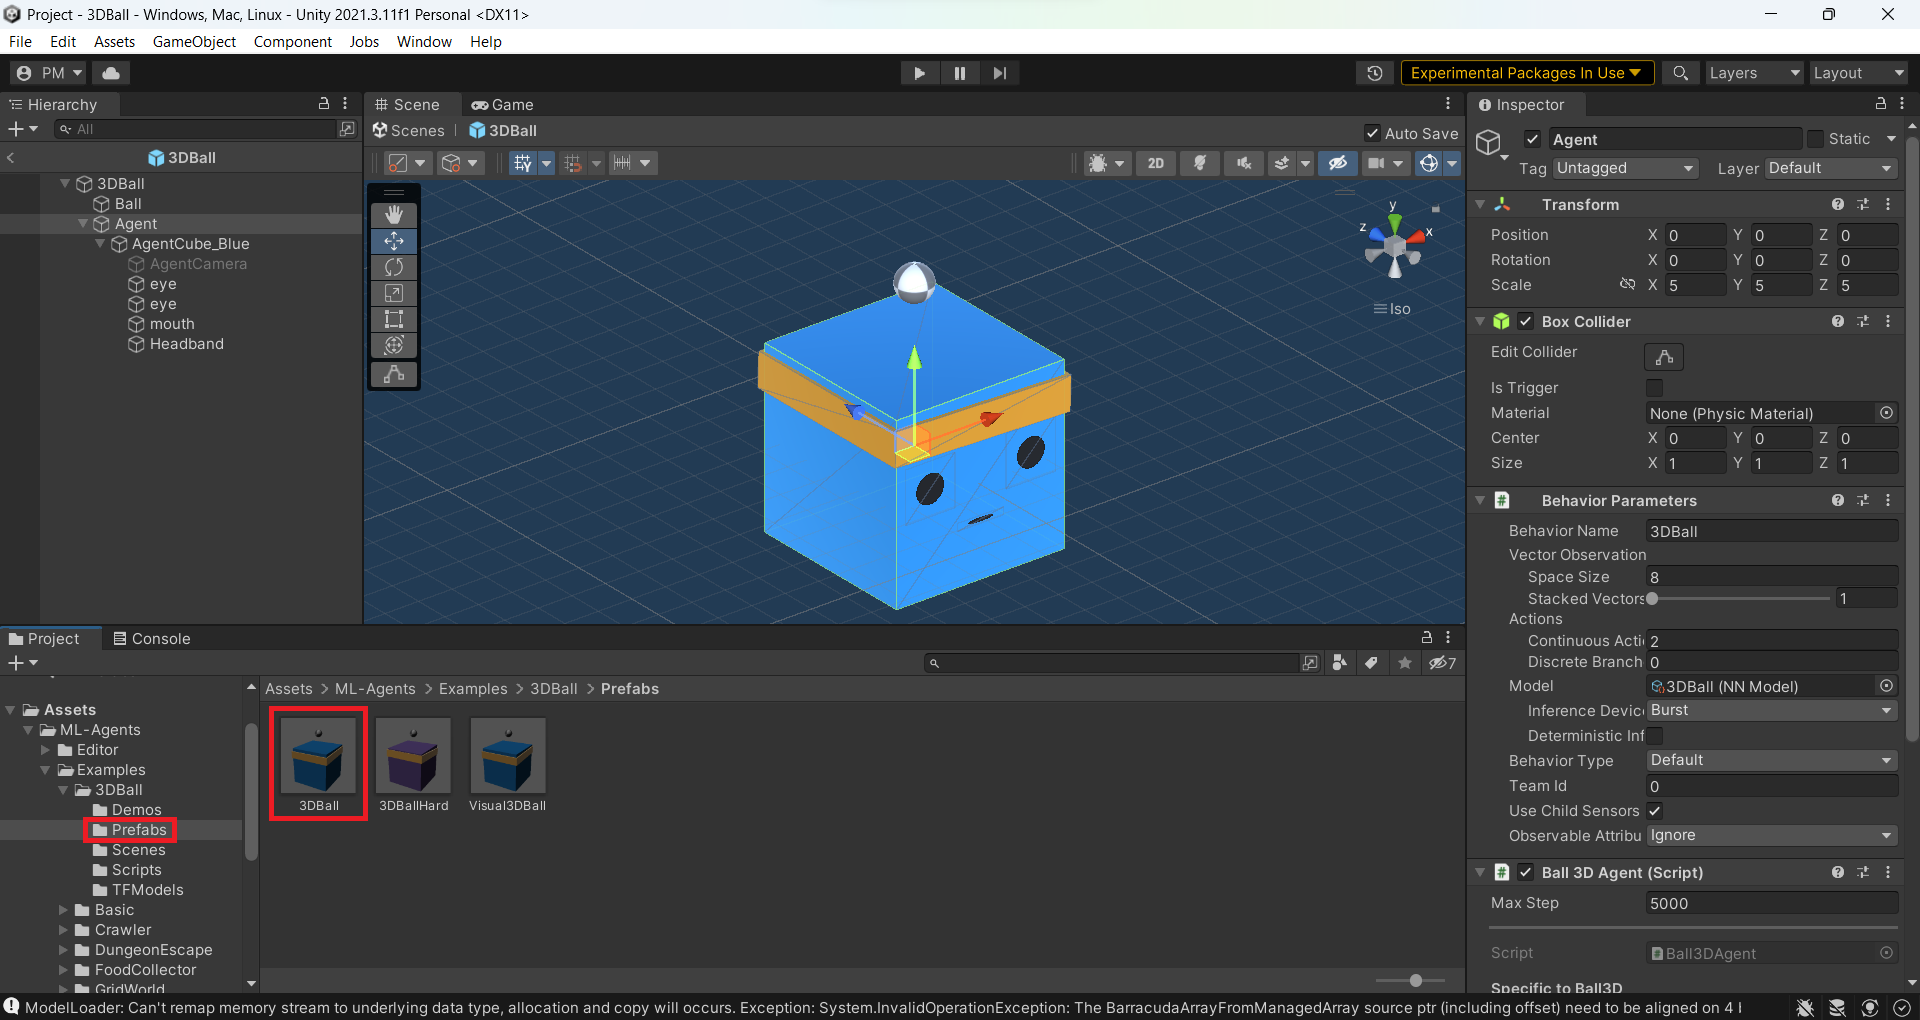 Project - 3DBall - Windows, Mac, Linux - Unity 2021.3.11f1 Personal <DX11>
File Edit Assets GameObject Component Jobs Window Help
PM Experimental Packages In Use Layers Layout
Hierarchy
All
3DBall
3DBall
Ball
Agent
AgentCube_Blue
AgentCamera
eye
eye
mouth
Headband
Scene Game
Scenes 3DBall Auto Save
2D
y
z x
Iso
Inspector
Agent Static
Tag Untagged Layer Default
Transform
Position X 0 Y 0 Z 0
Rotation X 0 Y 0 Z 0
Scale X 5 Y 5 Z 5
Box Collider
Edit Collider
Is Trigger
Material None (Physic Material)
Center X 0 Y 0 Z 0
Size X 1 Y 1 Z 1
Behavior Parameters
Behavior Name 3DBall
Vector Observation
Space Size 8
Stacked Vectors 1
Actions
Continuous Acti 2
Discrete Branch 0
Model 3DBall (NN Model)
Inference Devic Burst
Deterministic Inf
Behavior Type Default
Team Id 0
Use Child Sensors
Observable Attribu Ignore
Ball 3D Agent (Script)
Max Step 5000
Script Ball3DAgent
Specific to Ball3D
Project Console
7
Assets
ML-Agents
Editor
Examples
3DBall
Demos
Prefabs
Scenes
Scripts
TFModels
Basic
Crawler
DungeonEscape
FoodCollector
GridWorld
Assets > ML-Agents > Examples > 3DBall > Prefabs
3DBall 3DBallHard Visual3DBall
ModelLoader: Can't remap memory stream to underlying data type, allocation and copy will occurs. Exception: System.InvalidOperationException: The BarracudaArrayFromManagedArray source ptr (including offset) need to be aligned on 4